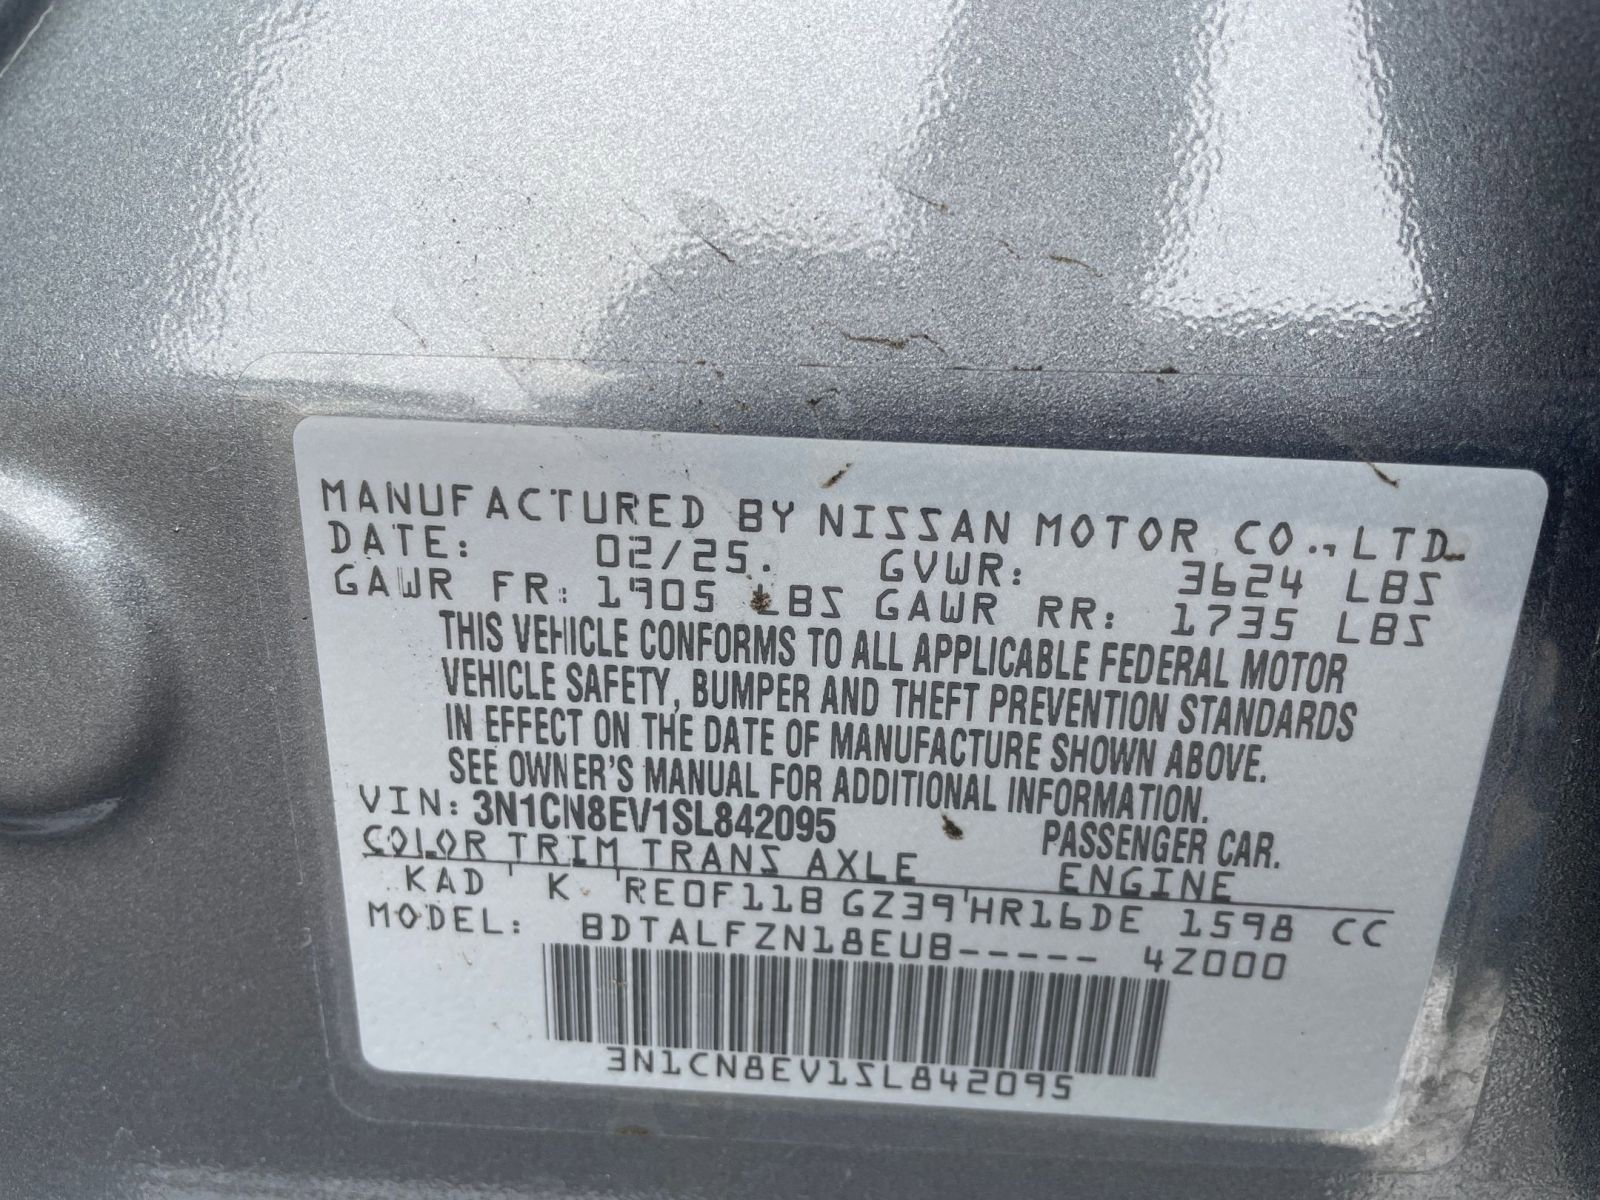 MANUFACTURED BY NISSAN MOTOR CO., LTD.
DATE: 02/25. GVWR: 3624 LBS
GAWR FR: 1905 LBS GAWR RR: 1735 LBS
THIS VEHICLE CONFORMS TO ALL APPLICABLE FEDERAL MOTOR
VEHICLE SAFETY, BUMPER AND THEFT PREVENTION STANDARDS
IN EFFECT ON THE DATE OF MANUFACTURE SHOWN ABOVE.
SEE OWNER'S MANUAL FOR ADDITIONAL INFORMATION.
VIN: 3N1CN8EV1SL842095 PASSENGER CAR.
COLOR TRIM TRANS AXLE ENGINE
KAD K RE0F11B GZ39 HR16DE 1598 CC
MODEL: BDTALFZN18EUB----- 4Z000
3N1CN8EV1SL842095